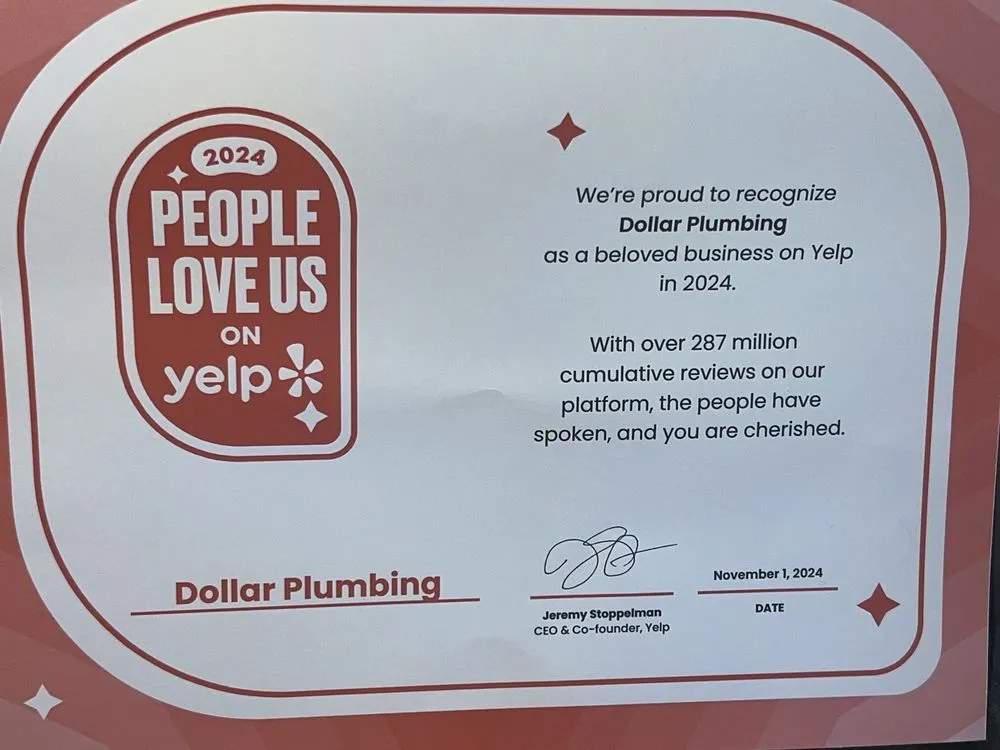 2024
PEOPLE
LOVE US
ON
yelp
We're proud to recognize
Dollar Plumbing
as a beloved business on Yelp
in 2024.
With over 287 million
cumulative reviews on our
platform, the people have
spoken, and you are cherished.
Dollar Plumbing
Jeremy Stoppelman
CEO & Co-founder, Yelp
November 1, 2024
DATE